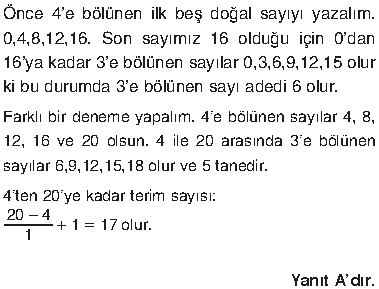 Önce 4'e bölünen ilk beş doğal sayıyı yazalım.
0,4,8,12,16. Son sayımız 16 olduğu için 0'dan
16'ya kadar 3'e bölünen sayılar 0,3,6,9,12,15 olur
ki bu durumda 3'e bölünen sayı adedi 6 olur.
Farklı bir deneme yapalım. 4'e bölünen sayılar 4, 8,
12, 16 ve 20 olsun. 4 ile 20 arasında 3'e bölünen
sayılar 6,9,12,15,18 olur ve 5 tanedir.
4'ten 20'ye kadar terim sayısı:
20 – 4
——— + 1 = 17 olur.
1
Yanıt A'dır.